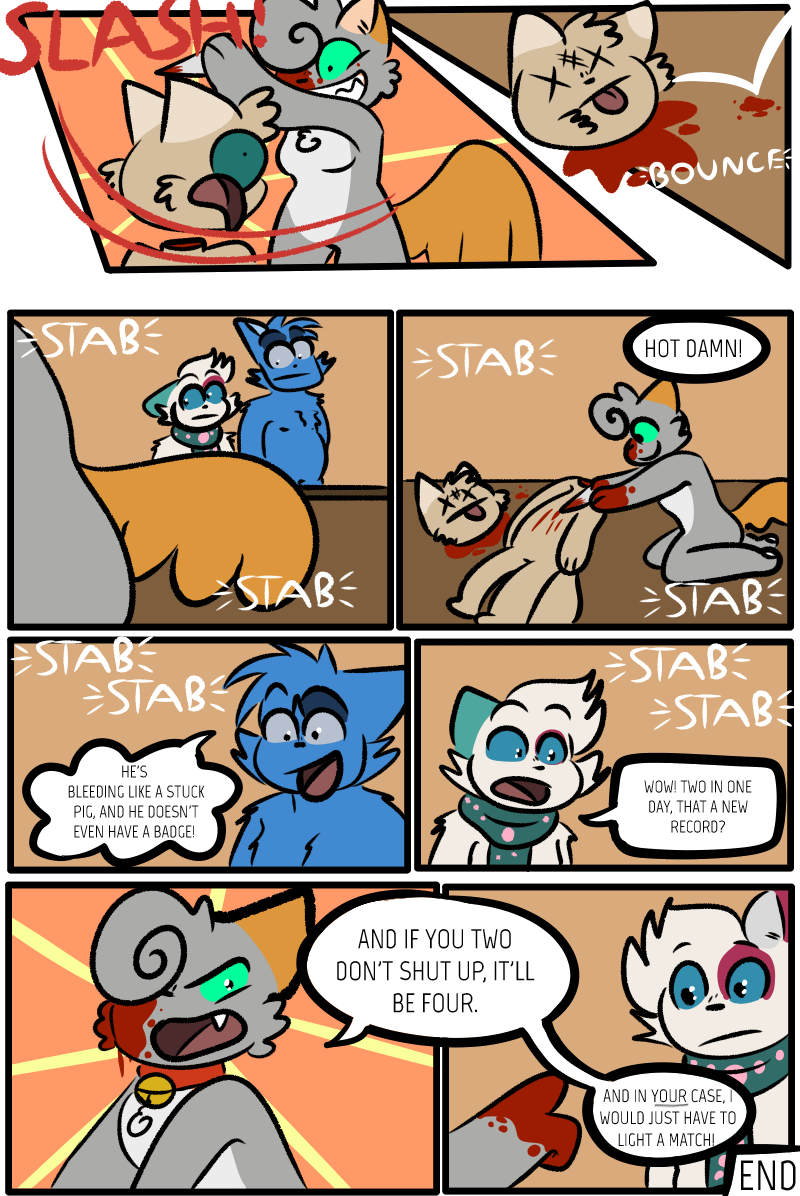 SLASH!
BOUNCE
STAB
STAB
STAB
HOT DAMN!
STAB
STAB
STAB
HE'S
BLEEDING LIKE A STUCK
PIG, AND HE DOESN'T
EVEN HAVE A BADGE!
STAB
STAB
WOW! TWO IN ONE
DAY, THAT A NEW
RECORD?
AND IF YOU TWO
DON'T SHUT UP, IT'LL
BE FOUR.
AND IN YOUR CASE, I
WOULD JUST HAVE TO
LIGHT A MATCH!
END